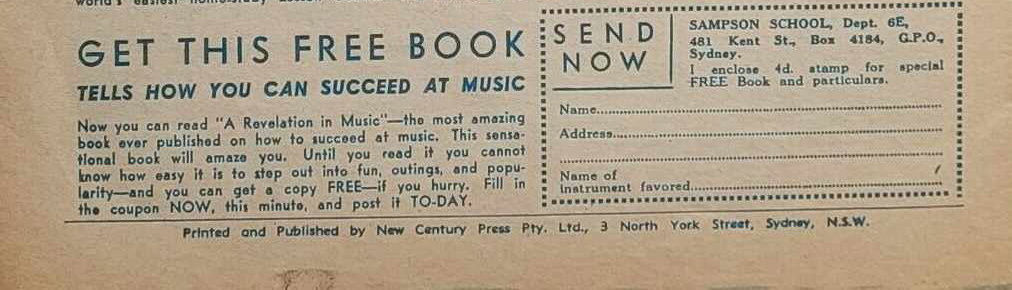 world's easiest home-study
GET THIS FREE BOOK
TELLS HOW YOU CAN SUCCEED AT MUSIC
Now you can read "A Revelation in Music"—the most amazing
book ever published on how to succeed at music. This sensa-
tional book will amaze you. Until you read it you cannot
know how easy it is to step out into fun, outings, and popu-
larity—and you can get a copy FREE—if you hurry. Fill in
the coupon NOW, this minute, and post it TO-DAY.
SEND
NOW
SAMPSON SCHOOL, Dept. 6E,
481 Kent St., Box 4184, G.P.O.,
Sydney.
I enclose 4d. stamp for special
FREE Book and particulars.
Name
Address
Name of
instrument favored
Printed and Published by New Century Press Pty. Ltd., 3 North York Street, Sydney, N.S.W.